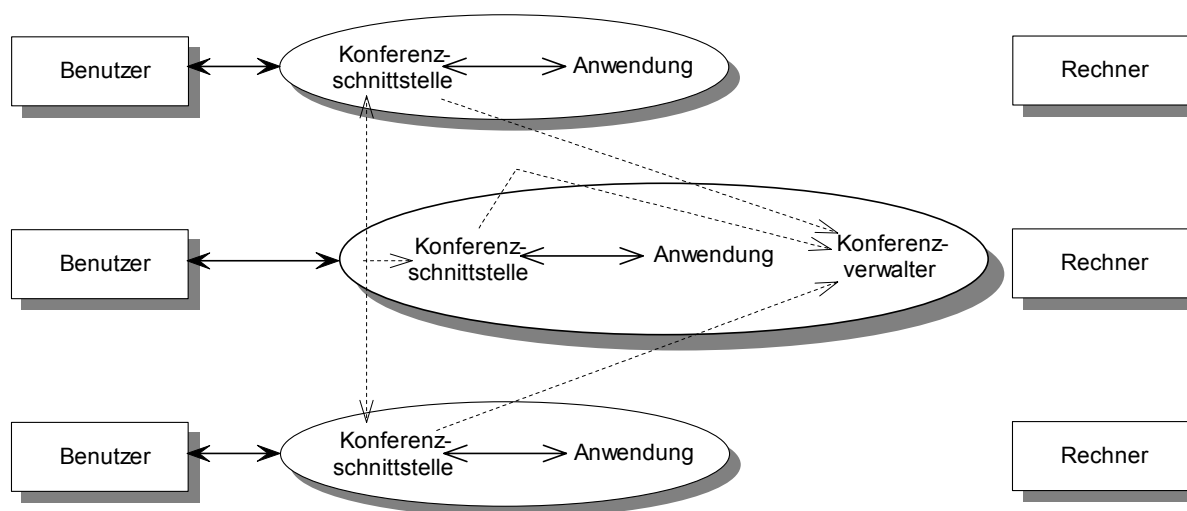 Benutzer
Konferenz-
schnittstelle
Anwendung
Rechner
Benutzer
Konferenz-
schnittstelle
Anwendung
Konferenz-
verwalter
Rechner
Benutzer
Konferenz-
schnittstelle
Anwendung
Rechner